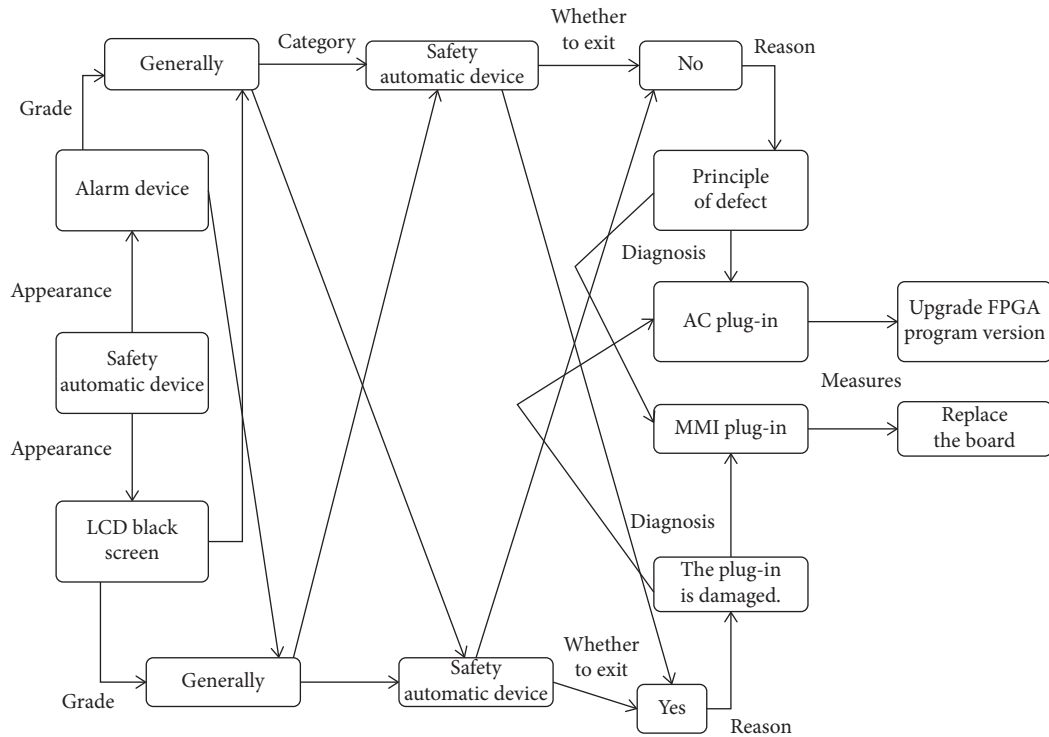 Generally
Category
Safety
automatic device
Whether
to exit
No
Reason
Grade
Alarm device
Principle
of defect
Diagnosis
Appearance
AC plug-in
Upgrade FPGA
program version
Safety
automatic device
Measures
MMI plug-in
Replace
the board
Appearance
LCD black
screen
Diagnosis
The plug-in
is damaged.
Grade
Generally
Safety
automatic device
Whether
to exit
Yes
Reason